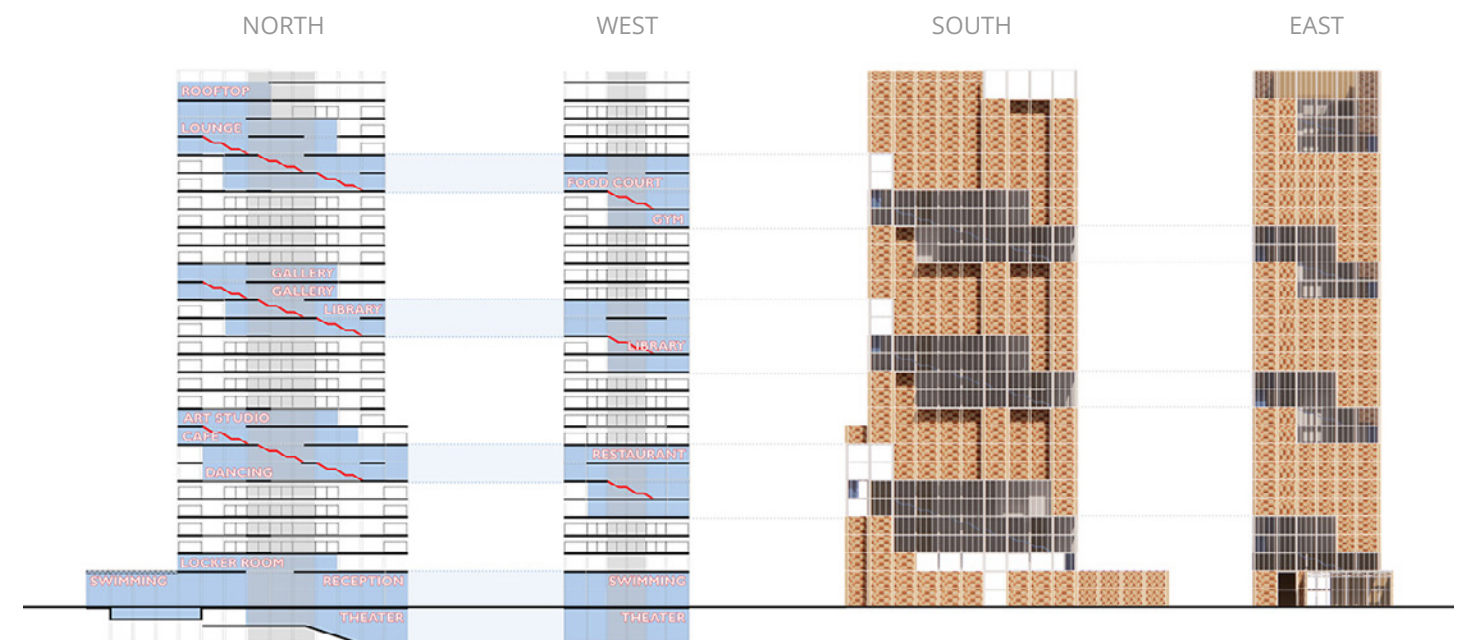 NORTH
WEST
SOUTH
EAST
ROOFTOP
LOUNGE
FOOD COURT
GYM
GALLERY
GALLERY
LIBRARY
LIBRARY
ART STUDIO
CAFE
RESTAURANT
DANCING
LOCKER ROOM
SWIMMING
RECEPTION
SWIMMING
THEATER
THEATER